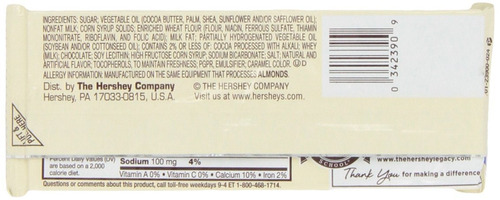 INGREDIENTS: SUGAR; VEGETABLE OIL (COCOA BUTTER, PALM, SHEA, SUNFLOWER AND/OR SAFFLOWER OIL);
NONFAT MILK; CORN SYRUP SOLIDS; ENRICHED WHEAT FLOUR (FLOUR, NIACIN, FERROUS SULFATE, THIAMIN
MONONITRATE, RIBOFLAVIN, AND FOLIC ACID); MILK FAT; PARTIALLY HYDROGENATED VEGETABLE OIL
(SOYBEAN AND/OR COTTONSEED OIL); CONTAINS 2% OR LESS OF: COCOA PROCESSED WITH ALKALI; WHEY
(MILK); CHOCOLATE; SOY LECITHIN; HIGH FRUCTOSE CORN SYRUP; SODIUM BICARBONATE; SALT; NATURAL AND
ARTIFICIAL FLAVOR; TOCOPHEROLS, TO MAINTAIN FRESHNESS; PGPR, EMULSIFIER; CARAMEL COLOR. U D
ALLERGY INFORMATION: MANUFACTURED ON THE SAME EQUIPMENT THAT PROCESSES ALMONDS.
Dist. by The Hershey Company
Hershey, PA 17033-0815, U.S.A.
© THE HERSHEY COMPANY
Visit us at www.hersheys.com
0 342390 9
LIFT &
PULL HERE
Percent Daily Values (DV)
are based on a 2,000
calorie diet.
Sodium 100 mg 4%
Vitamin A 0% • Vitamin C 0% • Calcium 10% • Iron 2%
Questions or comments about this product, call toll-free weekdays 9-4 ET 1-800-468-1714.
SCHOOL
www.thehersheylegacy.com
Thank You for making a difference